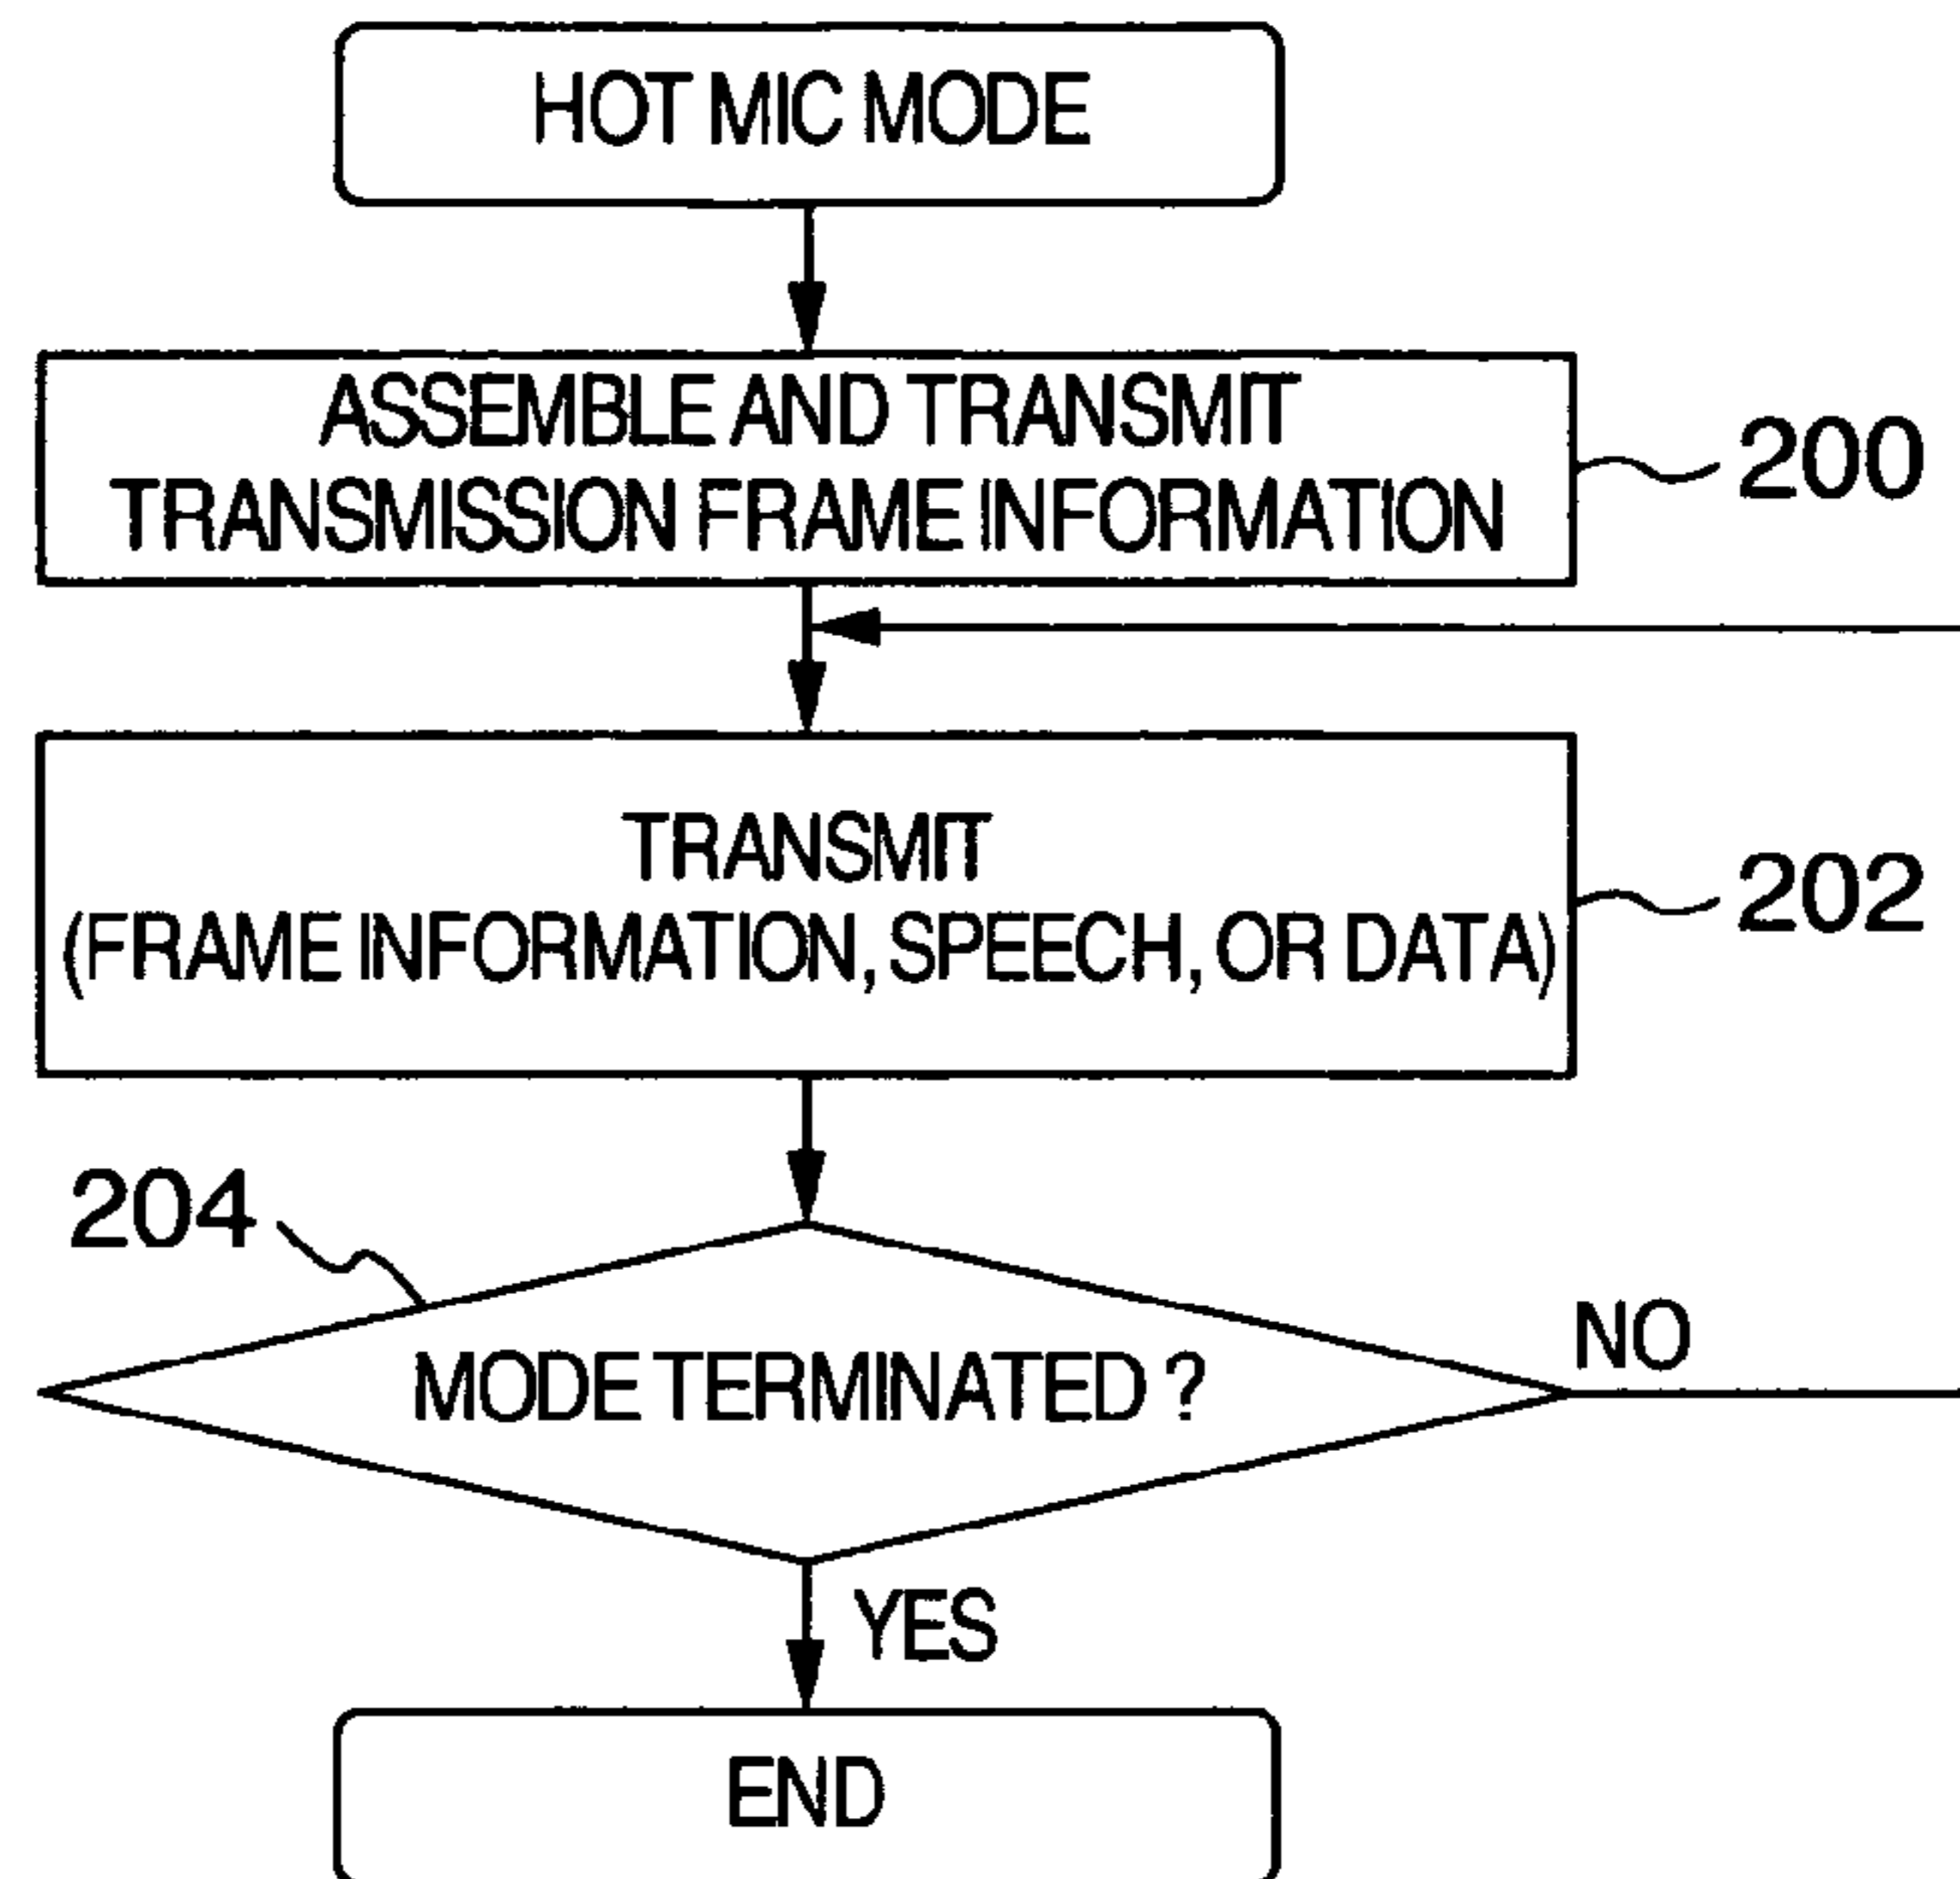 HOT MIC MODE
ASSEMBLE AND TRANSMIT
TRANSMISSION FRAME INFORMATION
200
TRANSMIT
(FRAME INFORMATION, SPEECH, OR DATA)
202
204
MODE TERMINATED ?
NO
YES
END